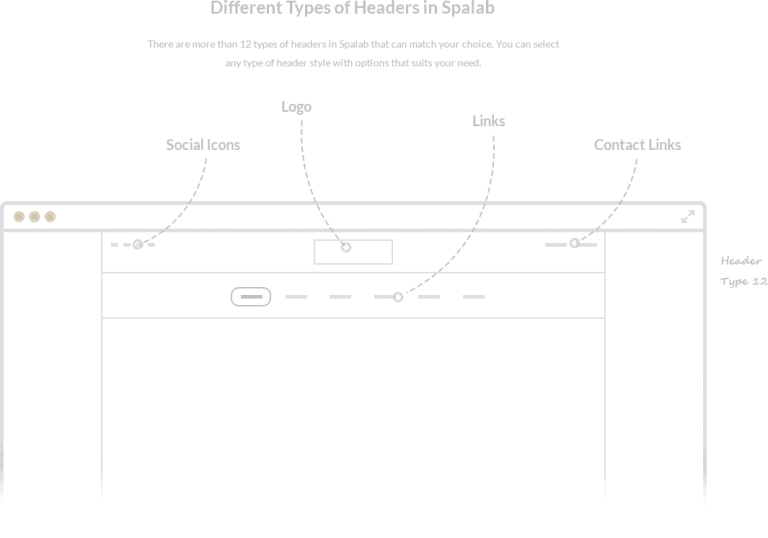 Different Types of Headers in Spalab
There are more than 12 types of headers in Spalab that can match your choice. You can select
any type of header style with options that suits your need.
Logo
Links
Social Icons
Contact Links
Header
Type 12